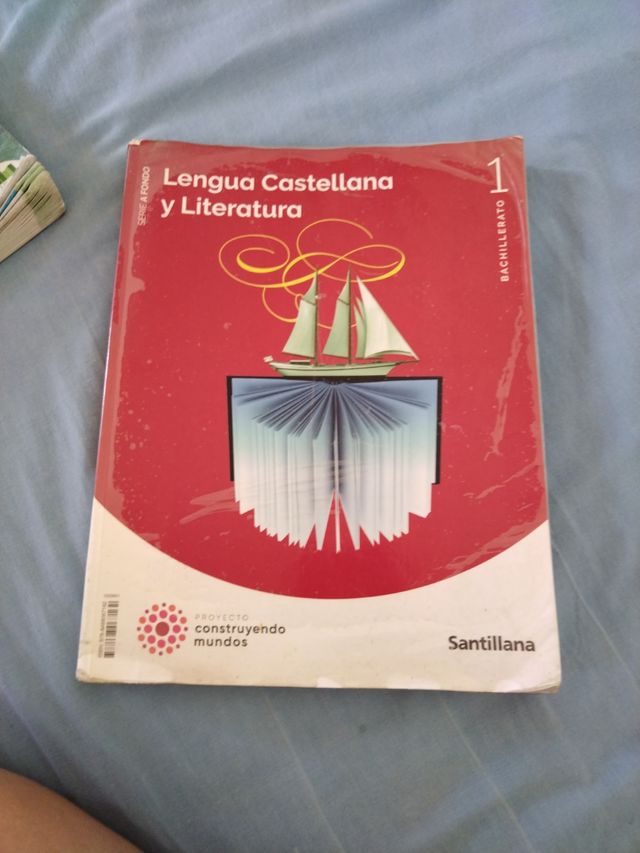 SERIE A FONDO
Lengua Castellana
y Literatura
1
BACHILLERATO
PROYECTO
construyendo
mundos
Santillana